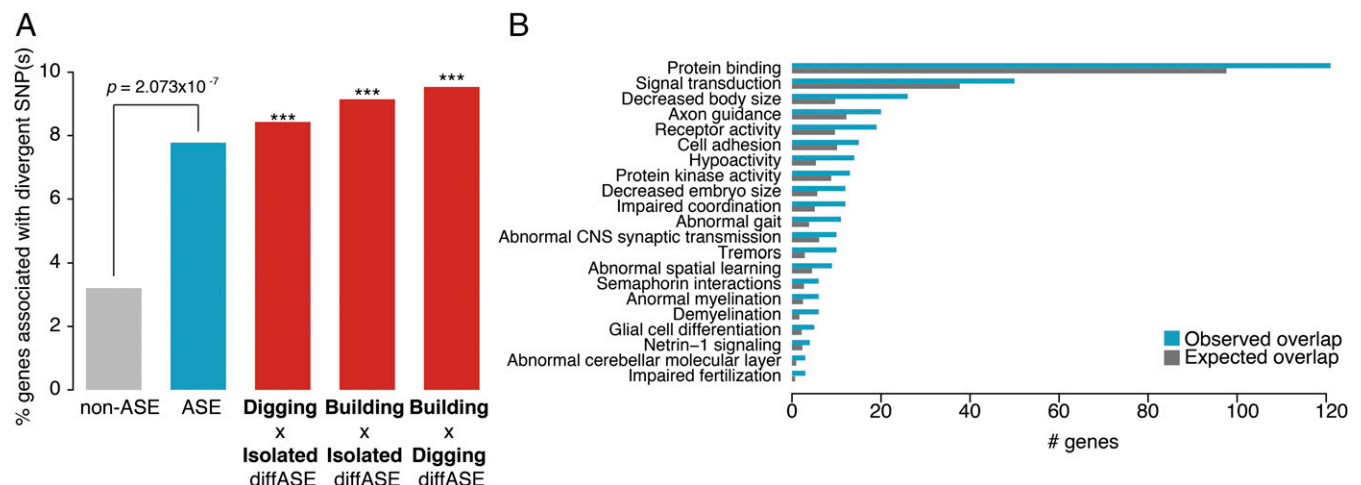 A
% genes associated with divergent SNP(s)
10
8
6
4
2
0
p = 2.073x10 -7
***
***
***
non-ASE
ASE
Digging
x
Isolated
diffASE
Building
x
Isolated
diffASE
Building
x
Digging
diffASE
B
Protein binding
Signal transduction
Decreased body size
Axon guidance
Receptor activity
Cell adhesion
Hypoactivity
Protein kinase activity
Decreased embryo size
Impaired coordination
Abnormal gait
Abnormal CNS synaptic transmission
Tremors
Abnormal spatial learning
Semaphorin interactions
Anormal myelination
Demyelination
Glial cell differentiation
Netrin−1 signaling
Abnormal cerebellar molecular layer
Impaired fertilization
Observed overlap
Expected overlap
0 20 40 60 80 100 120
# genes